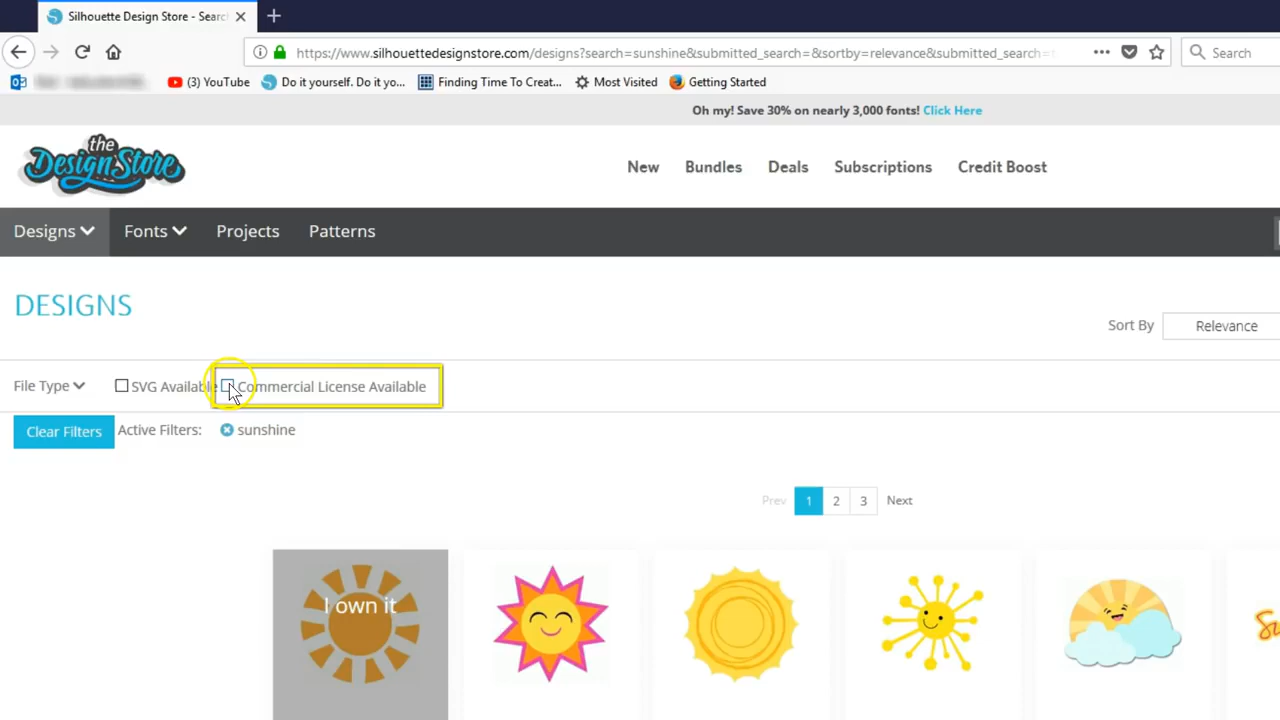 Silhouette Design Store - Searc
https://www.silhouettedesignstore.com/designs?search=sunshine&submitted_search=&sortby=relevance&submitted_search=
Search
(3) YouTube
Do it yourself. Do it yo...
Finding Time To Creat...
Most Visited
Getting Started
Oh my! Save 30% on nearly 3,000 fonts! Click Here
the
Design Store
New Bundles Deals Subscriptions Credit Boost
Designs Fonts Projects Patterns
DESIGNS
Sort By Relevance
File Type SVG Available Commercial License Available
Clear Filters Active Filters: sunshine
Prev 1 2 3 Next
I own it